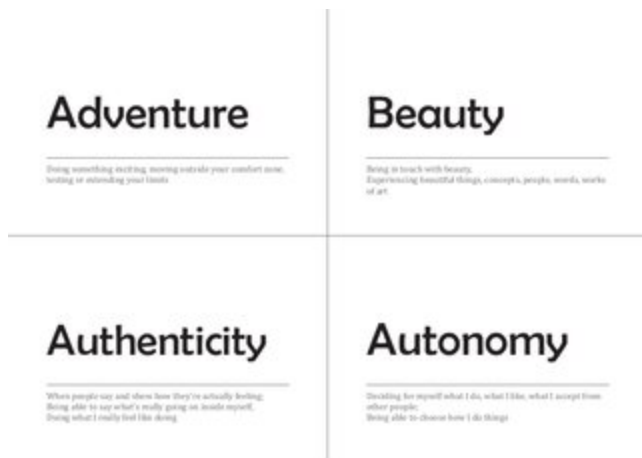 Adventure
Doing something exciting, moving outside your comfort zone,
testing or extending your limits
Beauty
Being in touch with beauty,
Experiencing beautiful things, concepts, people, words, works
of art.
Authenticity
When people say and show how they're actually feeling;
Being able to say what's really going on inside myself,
Doing what I really feel like doing
Autonomy
Deciding for myself what I do, what I like, what I accept from
other people;
Being able to choose how I do things